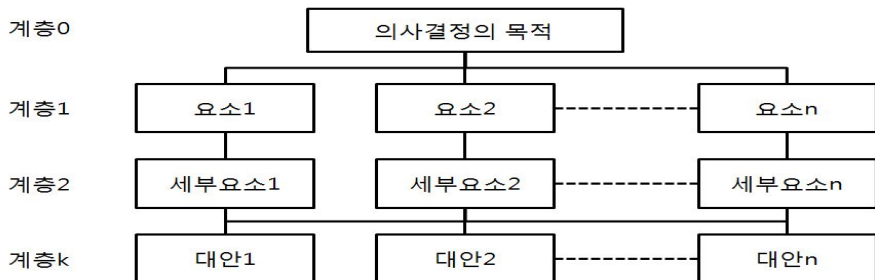 계층0 의사결정의 목적
계층1 요소1 요소2 요소n
계층2 세부요소1 세부요소2 세부요소n
계층k 대안1 대안2 대안n